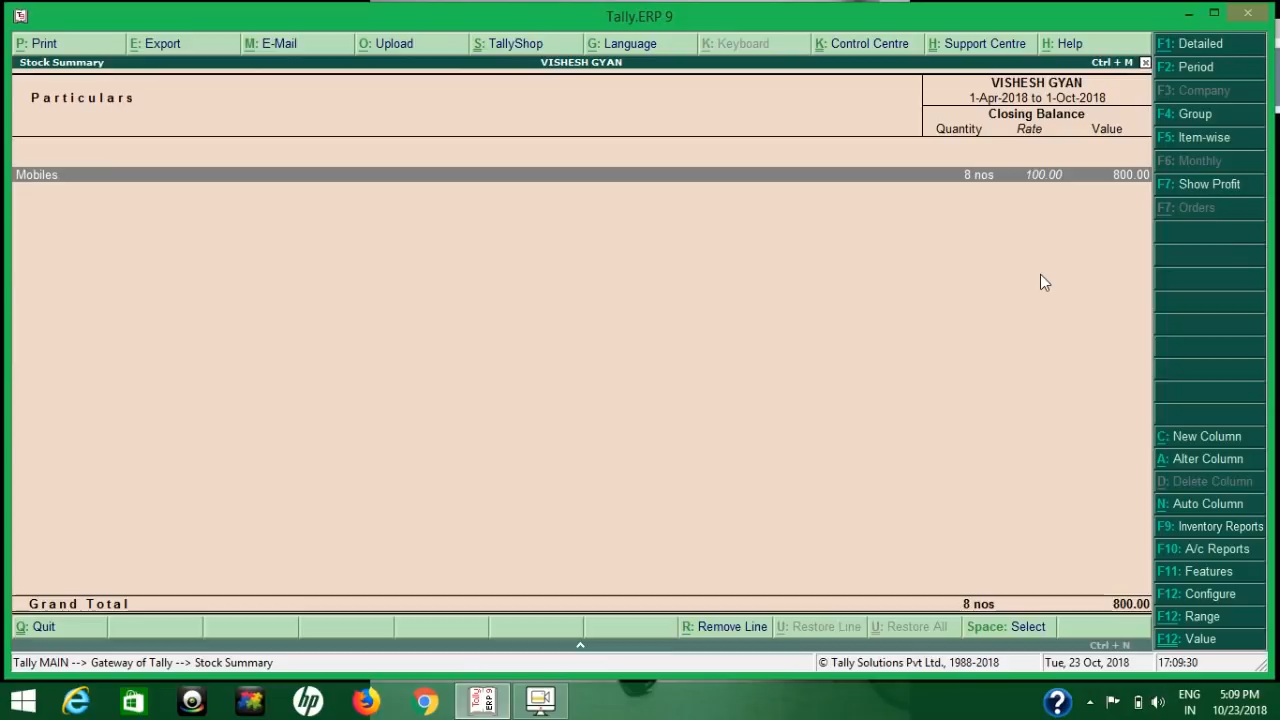 Tally.ERP 9
P: Print E: Export M: E-Mail O: Upload S: TallyShop G: Language K: Keyboard K: Control Centre H: Support Centre H: Help
Stock Summary VISHESH GYAN Ctrl + M
Particulars
VISHESH GYAN
1-Apr-2018 to 1-Oct-2018
Closing Balance
Quantity Rate Value
Mobiles 8 nos 100.00 800.00
Grand Total 8 nos 800.00
Q: Quit R: Remove Line U: Restore Line U: Restore All Space: Select
Ctrl + N
Tally MAIN --> Gateway of Tally --> Stock Summary © Tally Solutions Pvt Ltd., 1988-2018 Tue, 23 Oct, 2018 17:09:30
F1: Detailed
F2: Period
F3: Company
F4: Group
F5: Item-wise
F6: Monthly
F7: Show Profit
F7: Orders
C: New Column
A: Alter Column
D: Delete Column
N: Auto Column
F9: Inventory Reports
F10: A/c Reports
F11: Features
F12: Configure
F12: Range
F12: Value
hp
Tally
ERP 9
ENG 5:09 PM
IN 10/23/2018